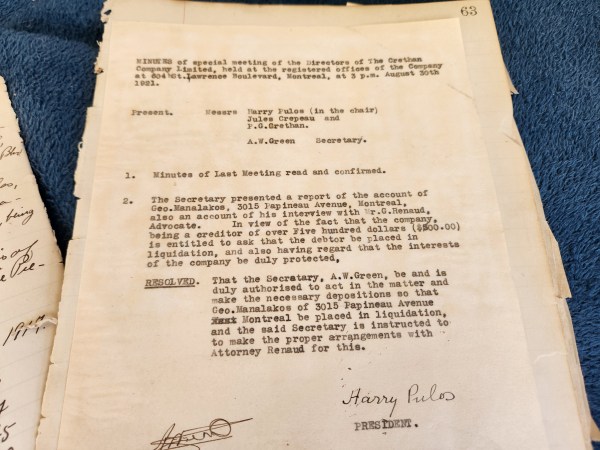 63
MINUTES of special meeting of the Directors of The Crethan
Company limited, held at the registered offices of the Company
at 604 St.Lawrence Boulevard, Montreal, at 3 p.m. August 30th
1921.
Present. Messrs Harry Pulos (in the chair)
Jules Crepeau and
P.G.Crethan.
A.W.Green Secretary.
1. Minutes of Last Meeting read and confirmed.
2. The Secretary presented a report of the account of
Geo.Manalakos, 3015 Papineau Avenue, Montreal,
also an account of his interview with Mr.G.Renaud,
Advocate. In view of the fact that the company,
being a creditor of over Five hundred dollars ($500.00)
is entitled to ask that the debtor be placed in
liquidation, and also having regard that the interests
of the company be duly protected,
RESOLVED. That the Secretary, A.W.Green, be and is
duly authorised to act in the matter and
make the necessary depositions so that
Geo.Manalakos of 3015 Papineau Avenue
Montreal be placed in liquidation,
and the said Secretary is instructed to
to make the proper arrangements with
Attorney Renaud for this.
Harry Pulos
PRESIDENT.
being